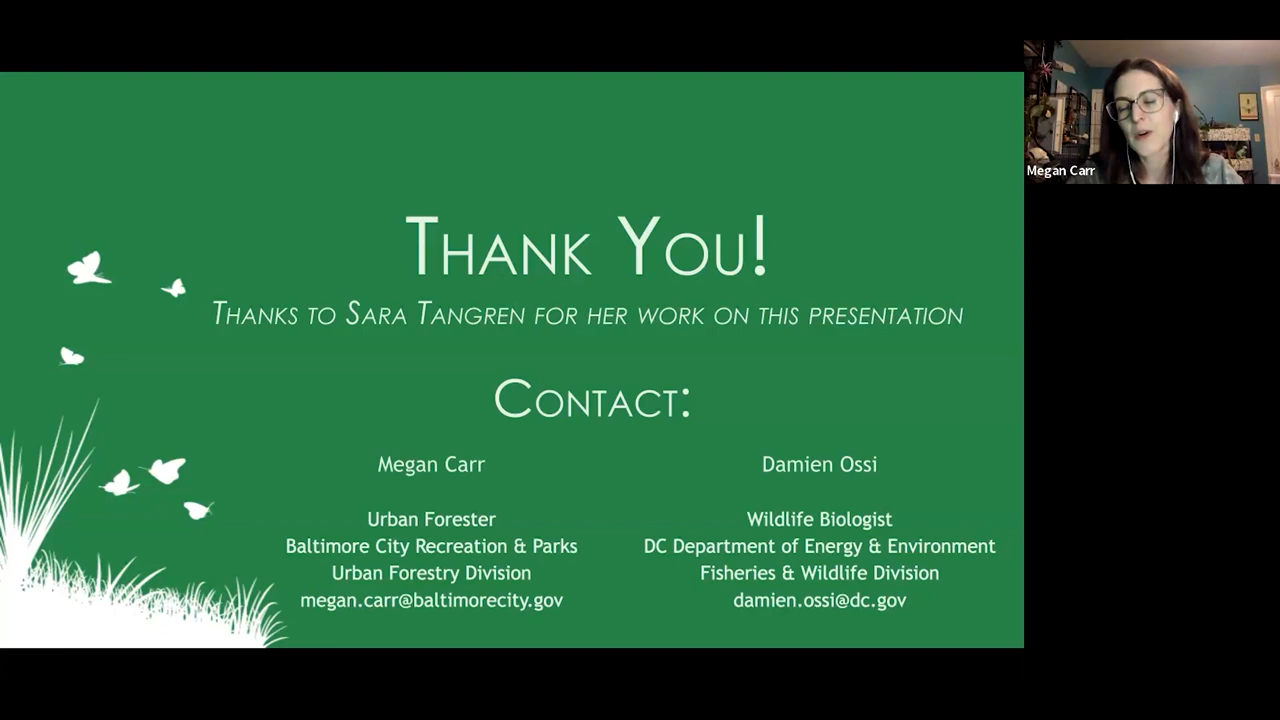 Thank You!
Thanks to Sara Tangren for her work on this presentation
Contact:
Megan Carr
Urban Forester
Baltimore City Recreation & Parks
Urban Forestry Division
megan.carr@baltimorecity.gov
Damien Ossi
Wildlife Biologist
DC Department of Energy & Environment
Fisheries & Wildlife Division
damien.ossi@dc.gov
Megan Carr